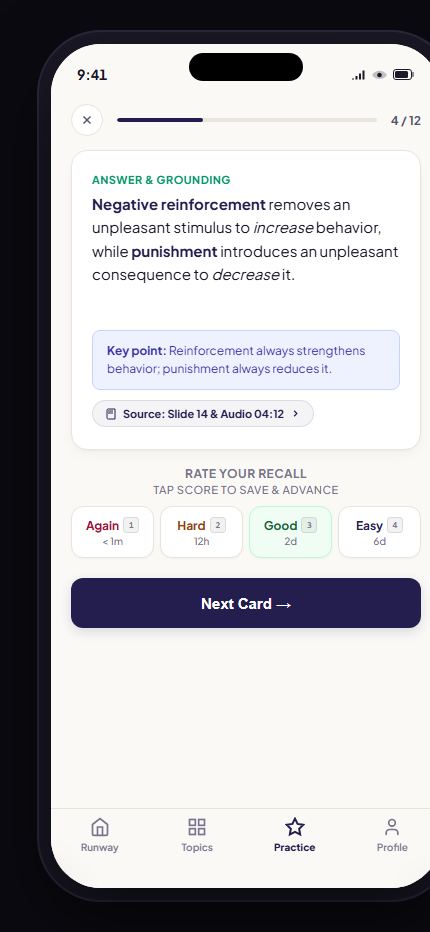 9:41
4 / 12
ANSWER & GROUNDING
Negative reinforcement removes an
unpleasant stimulus to increase behavior,
while punishment introduces an unpleasant
consequence to decrease it.
Key point: Reinforcement always strengthens
behavior; punishment always reduces it.
Source: Slide 14 & Audio 04:12
RATE YOUR RECALL
TAP SCORE TO SAVE & ADVANCE
Again 1 Hard 2 Good 3 Easy 4
< 1m 12h 2d 6d
Next Card →
Runway Topics Practice Profile